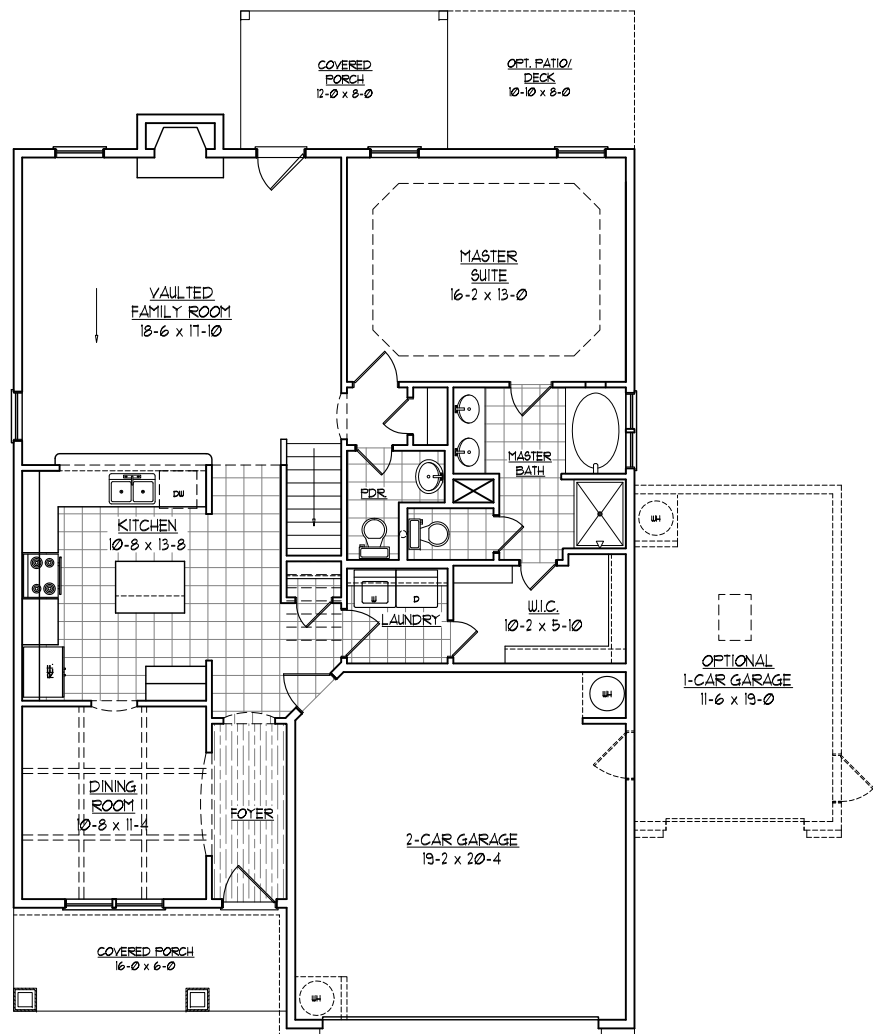 COVERED
PORCH
12-0 x 8-0
OPT. PATIO/
DECK
10-10 x 8-0
MASTER
SUITE
16-2 x 13-0
VAULTED
FAMILY ROOM
18-6 x 17-10
MASTER
BATH
PDR.
DW
KITCHEN
10-8 x 13-8
WH
W
D
LAUNDRY
W.I.C.
10-2 x 5-10
REF.
OPTIONAL
1-CAR GARAGE
11-6 x 19-0
WH
DINING
ROOM
10-8 x 11-4
FOYER
2-CAR GARAGE
19-2 x 20-4
COVERED PORCH
16-0 x 6-0
WH